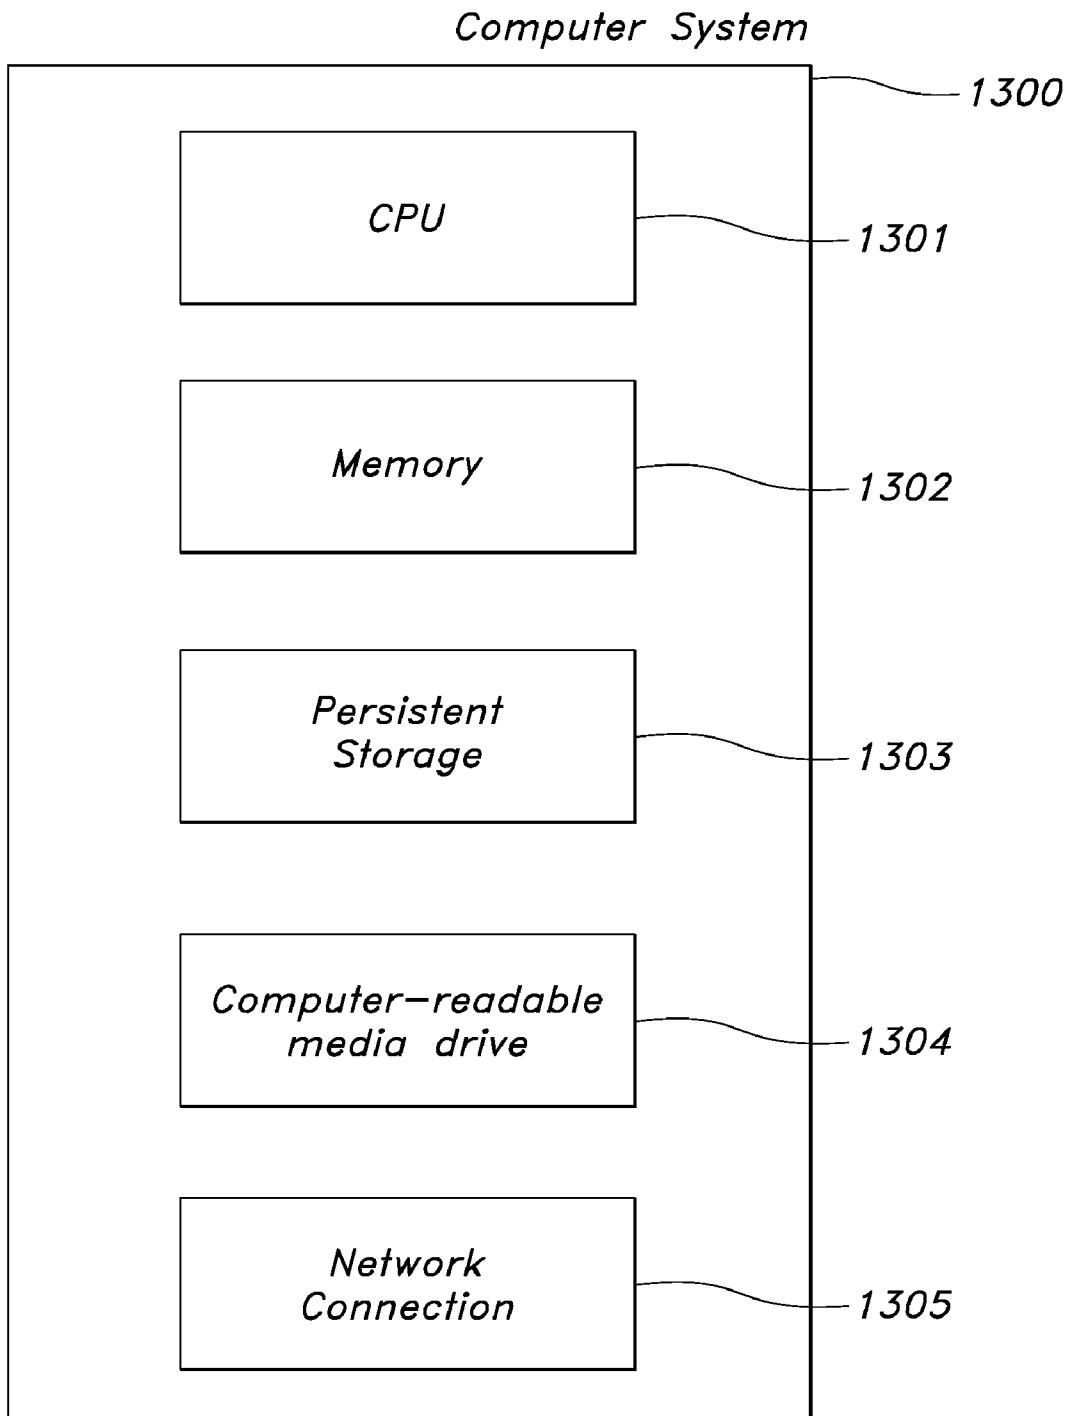 Computer System
1300
CPU
1301
Memory
1302
Persistent
Storage
1303
Computer-readable
media drive
1304
Network
Connection
1305